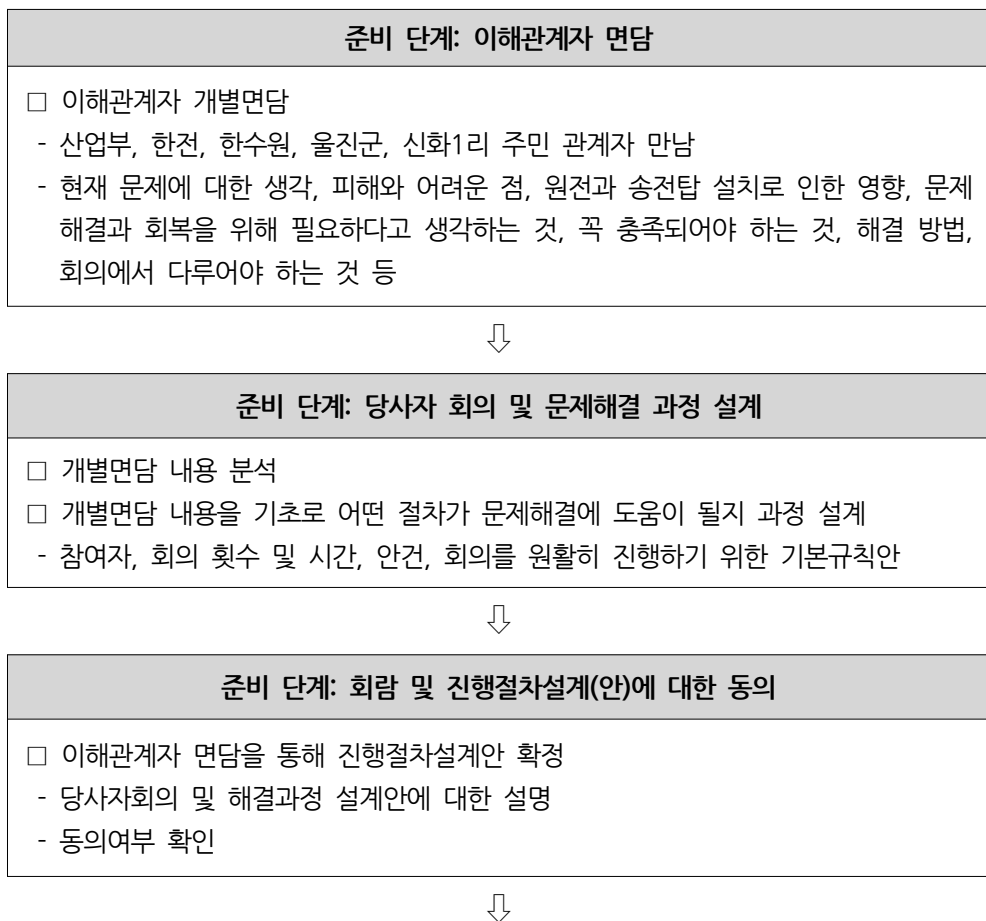 준비 단계: 이해관계자 면담
□ 이해관계자 개별면담
- 산업부, 한전, 한수원, 울진군, 신화1리 주민 관계자 만남
- 현재 문제에 대한 생각, 피해와 어려운 점, 원전과 송전탑 설치로 인한 영향, 문제
해결과 회복을 위해 필요하다고 생각하는 것, 꼭 충족되어야 하는 것, 해결 방법,
회의에서 다루어야 하는 것 등
⇩
준비 단계: 당사자 회의 및 문제해결 과정 설계
□ 개별면담 내용 분석
□ 개별면담 내용을 기초로 어떤 절차가 문제해결에 도움이 될지 과정 설계
- 참여자, 회의 횟수 및 시간, 안건, 회의를 원활히 진행하기 위한 기본규칙안
⇩
준비 단계: 회람 및 진행절차설계(안)에 대한 동의
□ 이해관계자 면담을 통해 진행절차설계안 확정
- 당사자회의 및 해결과정 설계안에 대한 설명
- 동의여부 확인
⇩